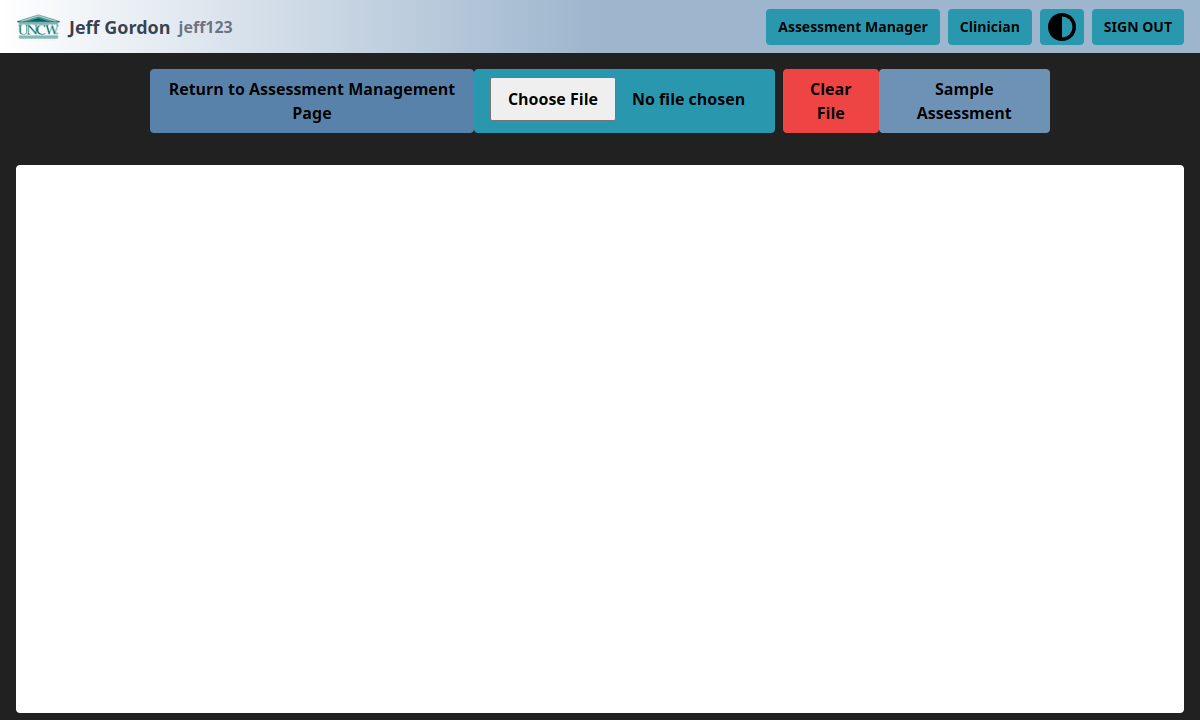 UNCW
Jeff Gordon jeff123
Assessment Manager
Clinician
SIGN OUT
Return to Assessment Management
Page
Choose File
No file chosen
Clear
File
Sample
Assessment